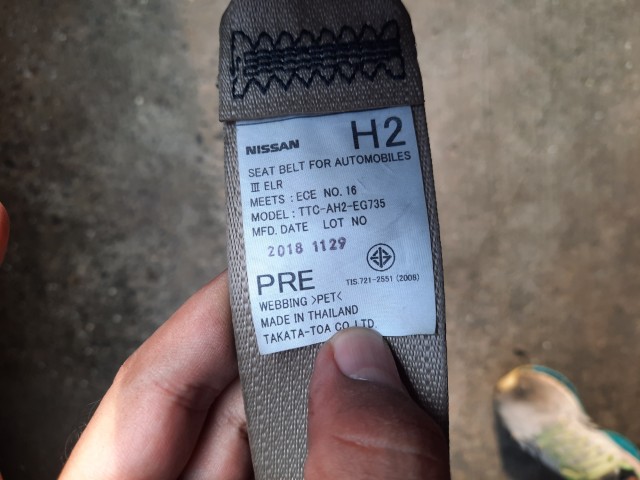 NISSAN H2
SEAT BELT FOR AUTOMOBILES
III ELR
MEETS : ECE NO. 16
MODEL : TTC-AH2-EG735
MFD. DATE LOT NO
2018 1129
PRE
TIS.721-2551 (2008)
WEBBING >PET<
MADE IN THAILAND
TAKATA-TOA CO LTD